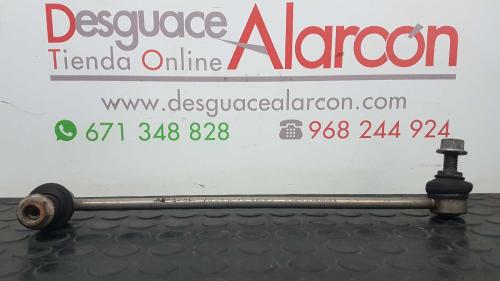 Desguace
Tienda Online
Alarcón
www.desguacealarcon.com
671 348 828
968 244 924